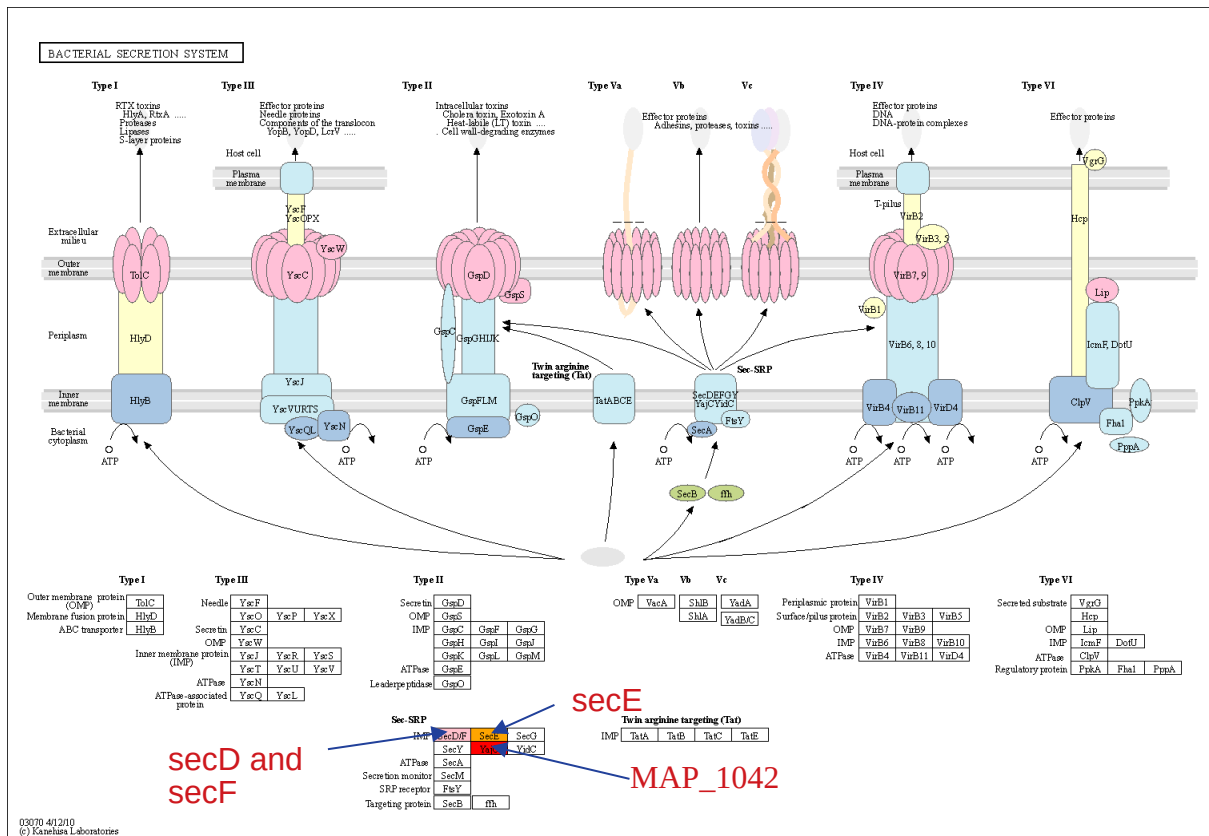 BACTERIAL SECRETION SYSTEM
Type I
Type III
Type II
Type Va
Vb
Vc
Type IV
Type VI
RTX toxins
HlyA, RtxA .....
Proteases
Lipases
S-layer proteins
Effector proteins
Needle proteins
Components of the translocon
YopB, YopD, LcrV .....
Intracellular toxins
Cholera toxin, Exotoxin A
Heat-labile (LT) toxin .....
. Cell wall-degrading enzymes
Effector proteins
Adhesins, proteases, toxins .....
Effector proteins
DNA
DNA-protein complexes
Effector proteins
Host cell
Plasma
membrane
Host cell
Plasma
membrane
VgrG
YscF
YscOPX
T-pilus
VirB2
Hcp
Extracellular
milieu
YscW
VirB3, 5
Outer
membrane
TolC
YscC
GspD
GspS
VirB7, 9
Lip
VirB1
Periplasm
HlyD
GspC
GspGHIJK
VirB6, 8, 10
IcmF, DotU
Twin arginine
targeting (Tat)
Sec-SRP
Inner
membrane
HlyB
YscJ
YscVURTS
GspFLM
TatABCE
SecDEFGY
YajCYidC
VirB4
VirB11
VirD4
ClpV
PpkA
Bacterial
cytoplasm
YscQL
YscN
GspE
GspO
SecA
FtsY
Fha1
PppA
ATP
ATP
ATP
ATP
ATP
ATP
ATP
ATP
SecB
ffh
Type I
Outer membrane protein
(OMP)
TolC
Membrane fusion protein
HlyD
ABC transporter
HlyB
Type III
Needle
YscF
YscO YscP YscX
Secretin
YscC
OMP
YscW
Inner membrane protein
(IMP)
YscJ YscR YscS
YscT YscU YscV
ATPase
YscN
ATPase-associated
protein
YscQ YscL
Type II
Secretin
GspD
OMP
GspS
IMP
GspC GspF GspG
GspH GspI GspJ
GspK GspL GspM
ATPase
GspE
Leaderpeptidase
GspO
Type Va Vb Vc
OMP
VacA ShlB YadA
ShlA YadB/C
Type IV
Periplasmic protein
VirB1
Surface/pilus protein
VirB2 VirB3 VirB5
OMP
VirB7 VirB9
IMP
VirB6 VirB8 VirB10
ATPase
VirB4 VirB11 VirD4
Type VI
Secreted substrate
VgrG
Hcp
OMP
Lip
IMP
IcmF DotU
ATPase
ClpV
Regulatory protein
PpkA Fha1 PppA
secE
Sec-SRP
IMP
SecD/F SecE SecG
SecY YajC YidC
ATPase
SecA
Secretion monitor
SecM
SRP receptor
FtsY
Targeting protein
SecB ffh
Twin arginine targeting (Tat)
IMP
TatA TatB TatC TatE
secD and
secF
MAP_1042
03070 4/12/10
(c) Kanehisa Laboratories